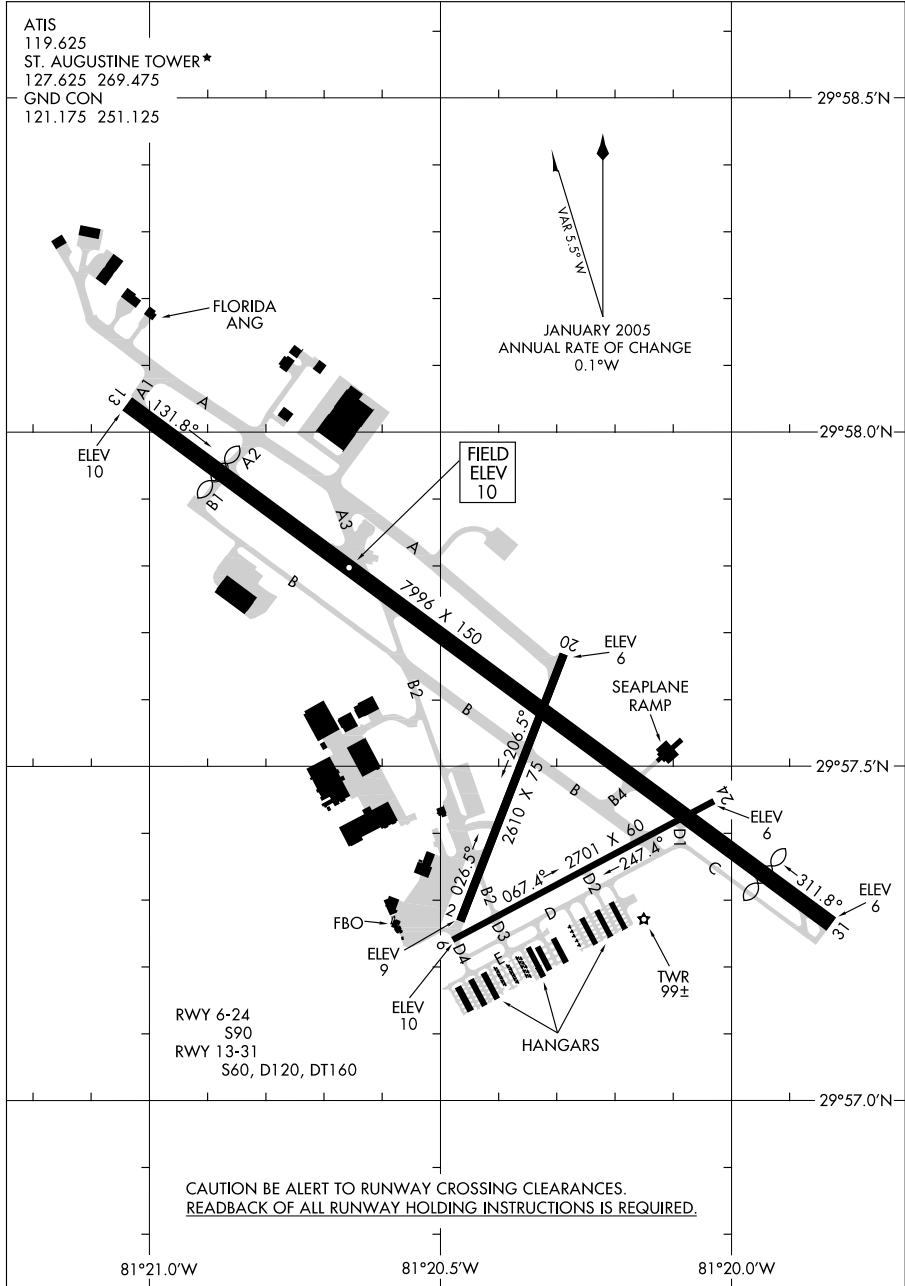 ATIS
119.625
ST. AUGUSTINE TOWER★
127.625 269.475
GND CON
121.175 251.125
29°58.5'N
VAR 5.5° W
JANUARY 2005
ANNUAL RATE OF CHANGE
0.1°W
FLORIDA
ANG
13
A1
A
131.8°
ELEV
10
A2
B1
29°58.0'N
FIELD
ELEV
10
A3
A
B
7996 X 150
20
ELEV
6
SEAPLANE
RAMP
B2
B
206.5°
2610 X 75
026.5°
29°57.5'N
B
B4
24
ELEV
6
067.4°
2701 X 60
247.4°
D1
C
311.8°
31
ELEV
6
D2
B2
D
D3
2
6
D4
E
FBO
ELEV
9
ELEV
10
TWR
99±
HANGARS
RWY 6-24
S90
RWY 13-31
S60, D120, DT160
29°57.0'N
CAUTION BE ALERT TO RUNWAY CROSSING CLEARANCES.
READBACK OF ALL RUNWAY HOLDING INSTRUCTIONS IS REQUIRED.
81°21.0'W
81°20.5'W
81°20.0'W